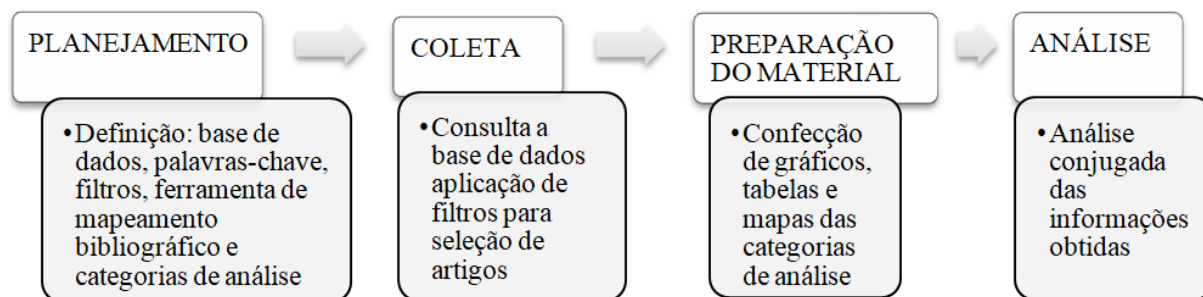 PLANEJAMENTO
•Definição: base de
dados, palavras-chave,
filtros, ferramenta de
mapeamento
bibliográfico e
categorias de análise
COLETA
•Consulta a
base de dados
aplicação de
filtros para
seleção de
artigos
PREPARAÇÃO
DO MATERIAL
•Confecção
de gráficos,
tabelas e
mapas das
categorias
de análise
ANÁLISE
•Análise
conjugada
das
informações
obtidas